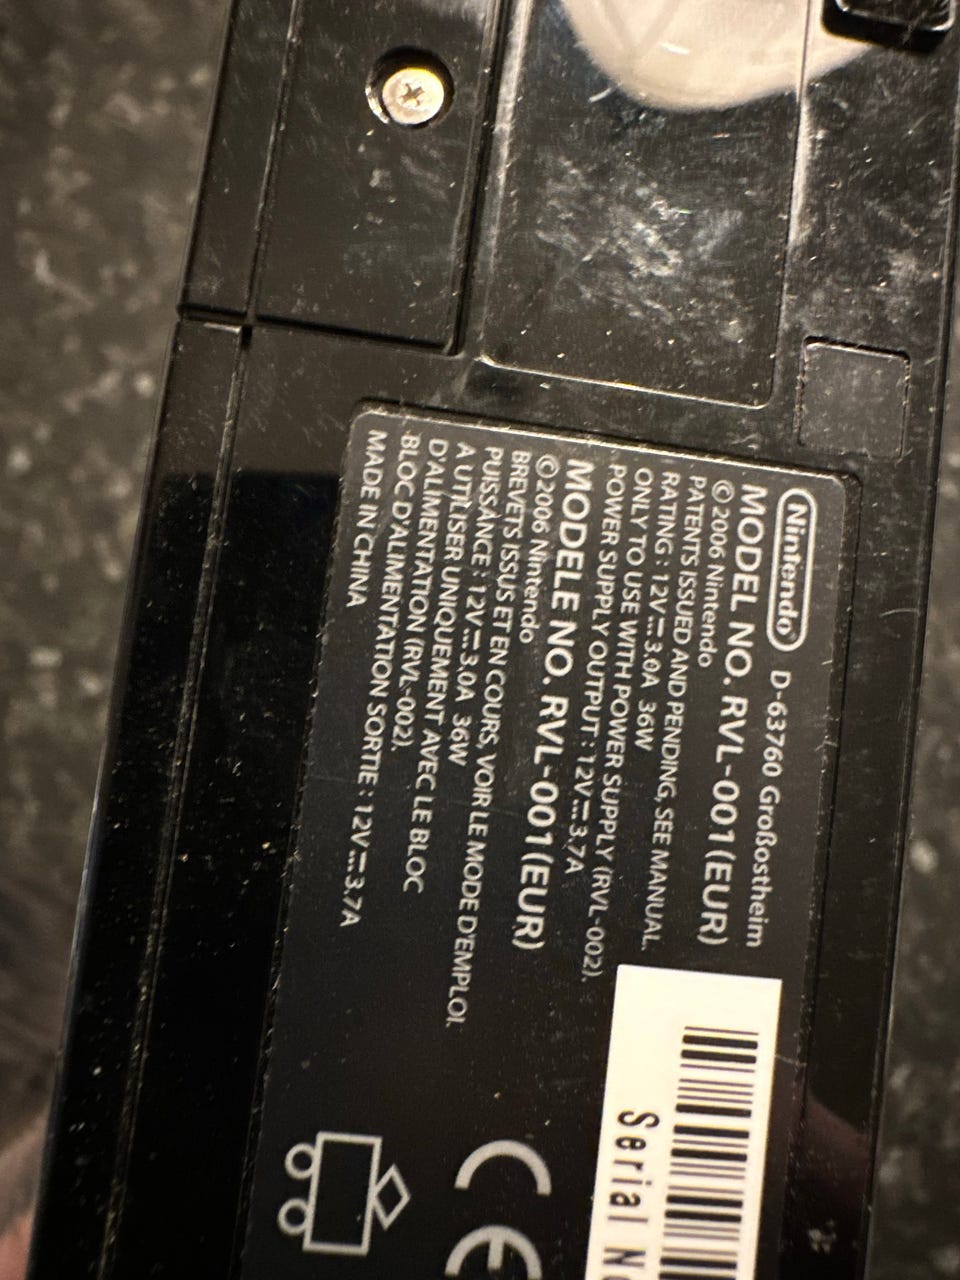 Nintendo® D-63760 Großostheim
MODEL NO. RVL-001(EUR)
©2006 Nintendo
PATENTS ISSUED AND PENDING, SEE MANUAL.
RATING : 12V⎓3.0A 36W
ONLY TO USE WITH POWER SUPPLY (RVL-002).
POWER SUPPLY OUTPUT : 12V⎓3.7A
MODELE NO. RVL-001(EUR)
©2006 Nintendo
BREVETS ISSUS ET EN COURS, VOIR LE MODE D'EMPLOI.
PUISSANCE : 12V⎓3.0A 36W
A UTILISER UNIQUEMENT AVEC LE BLOC
D'ALIMENTATION (RVL-002).
BLOC D'ALIMENTATION SORTIE : 12V⎓3.7A
MADE IN CHINA
CE
Serial